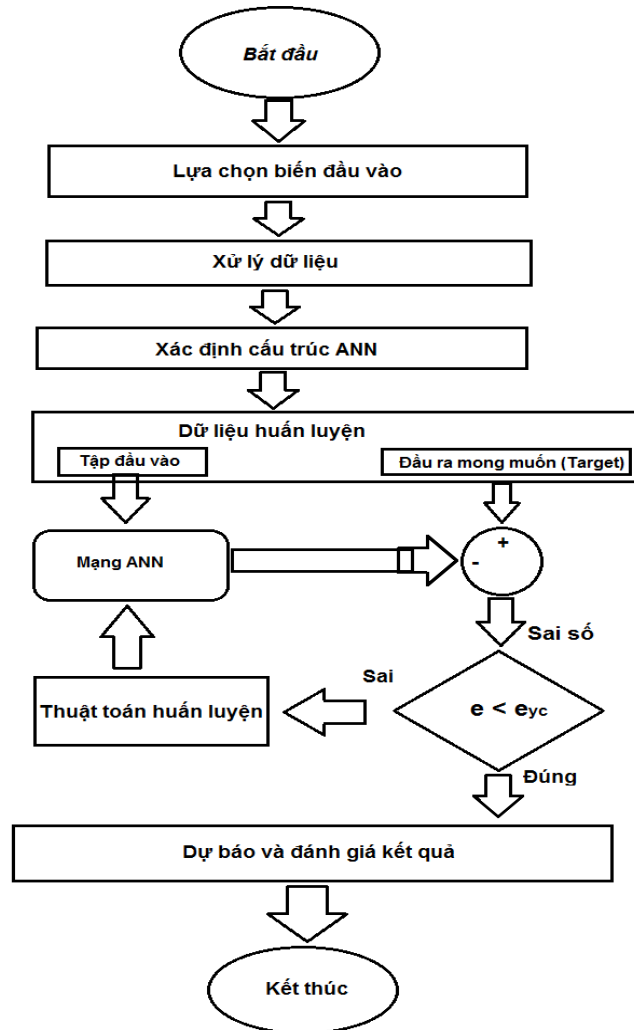 Bắt đầu
Lựa chọn biến đầu vào
Xử lý dữ liệu
Xác định cấu trúc ANN
Dữ liệu huấn luyện
Tập đầu vào
Đầu ra mong muốn (Target)
Mạng ANN
+
-
Sai số
Sai
Thuật toán huấn luyện
e < eyc
Đúng
Dự báo và đánh giá kết quả
Kết thúc